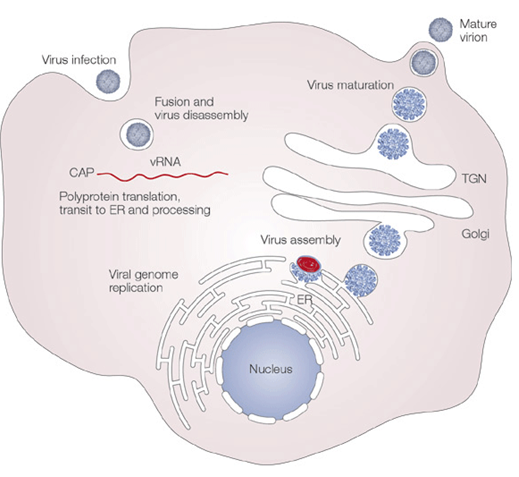 Mature
virion
Virus infection
Virus maturation
Fusion and
virus disassembly
vRNA
CAP
TGN
Polyprotein translation,
transit to ER and processing
Golgi
Virus assembly
Viral genome
replication
ER
Nucleus